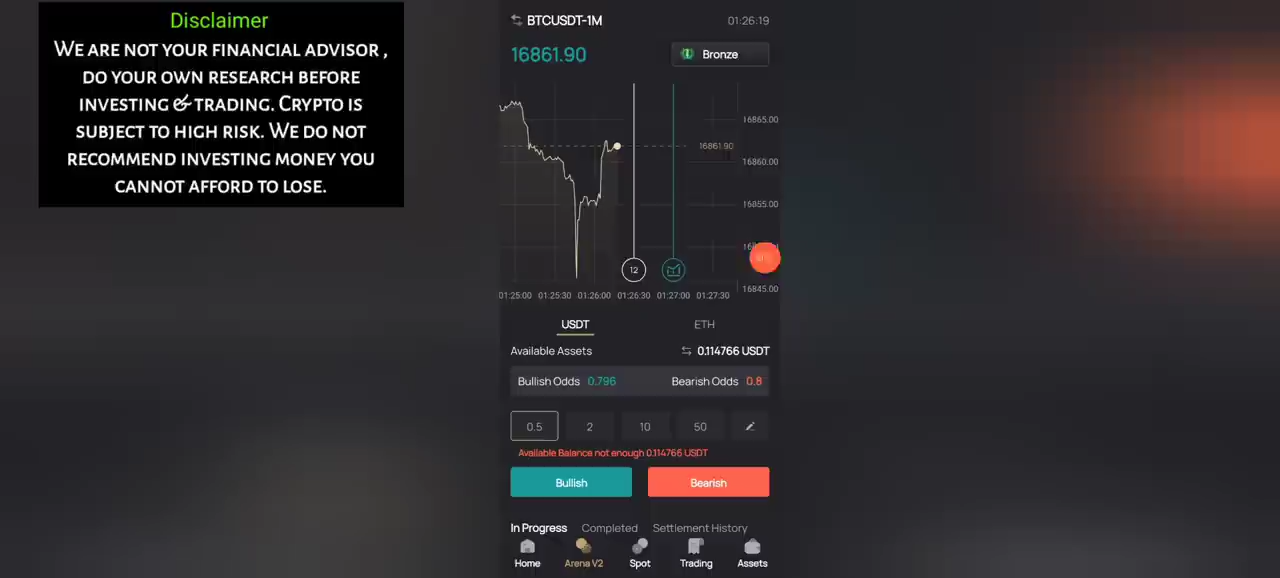 Disclaimer
WE ARE NOT YOUR FINANCIAL ADVISOR ,
DO YOUR OWN RESEARCH BEFORE
INVESTING & TRADING. CRYPTO IS
SUBJECT TO HIGH RISK. WE DO NOT
RECOMMEND INVESTING MONEY YOU
CANNOT AFFORD TO LOSE.
BTCUSDT-1M 01:26:19
16861.90 Bronze
16865.00
16861.90
16860.00
16855.00
12
16845.00
01:25:00 01:25:30 01:26:00 01:26:30 01:27:00 01:27:30
USDT ETH
Available Assets 0.114766 USDT
Bullish Odds 0.796 Bearish Odds 0.8
0.5 2 10 50
Available Balance not enough 0.114766 USDT
Bullish Bearish
In Progress Completed Settlement History
Home Arena V2 Spot Trading Assets